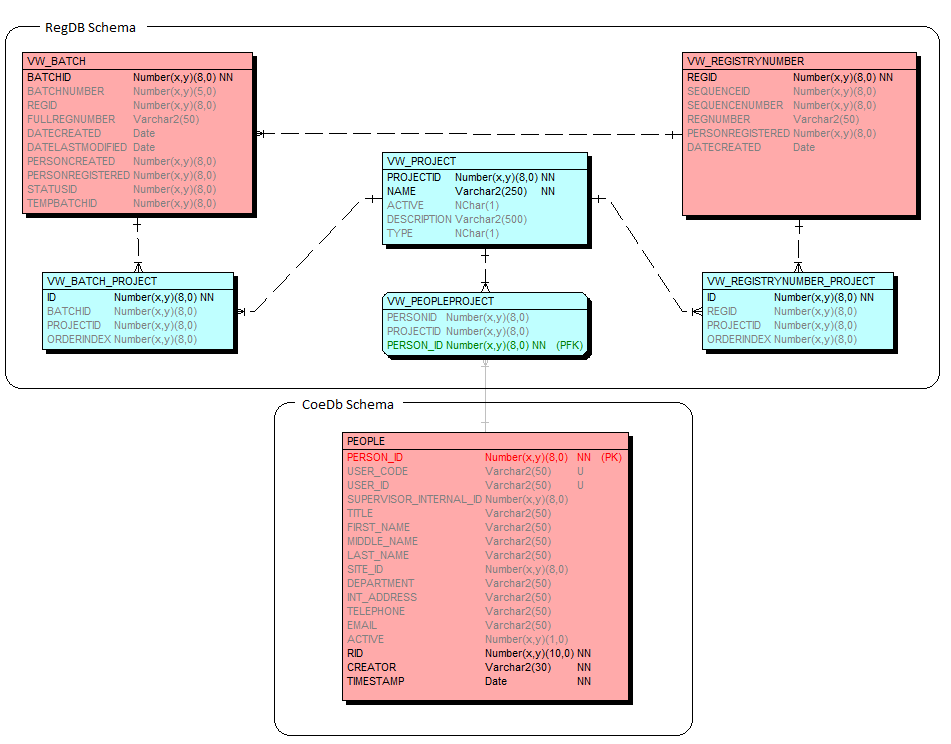 RegDB Schema
VW_BATCH
BATCHID Number(x,y)(8,0) NN
BATCHNUMBER Number(x,y)(5,0)
REGID Number(x,y)(8,0)
FULLREGNUMBER Varchar2(50)
DATECREATED Date
DATELASTMODIFIED Date
PERSONCREATED Number(x,y)(8,0)
PERSONREGISTERED Number(x,y)(8,0)
STATUSID Number(x,y)(8,0)
TEMPBATCHID Number(x,y)(8,0)
VW_REGISTRYNUMBER
REGID Number(x,y)(8,0) NN
SEQUENCEID Number(x,y)(8,0)
SEQUENCENUMBER Number(x,y)(8,0)
REGNUMBER Varchar2(50)
PERSONREGISTERED Number(x,y)(8,0)
DATECREATED Date
VW_PROJECT
PROJECTID Number(x,y)(8,0) NN
NAME Varchar2(250) NN
ACTIVE NChar(1)
DESCRIPTION Varchar2(500)
TYPE NChar(1)
VW_BATCH_PROJECT
ID Number(x,y)(8,0) NN
BATCHID Number(x,y)(8,0)
PROJECTID Number(x,y)(8,0)
ORDERINDEX Number(x,y)(8,0)
VW_PEOPLEPROJECT
PERSONID Number(x,y)(8,0)
PROJECTID Number(x,y)(8,0)
PERSON_ID Number(x,y)(8,0) NN (PFK)
VW_REGISTRYNUMBER_PROJECT
ID Number(x,y)(8,0) NN
REGID Number(x,y)(8,0)
PROJECTID Number(x,y)(8,0)
ORDERINDEX Number(x,y)(8,0)
CoeDb Schema
PEOPLE
PERSON_ID Number(x,y)(8,0) NN (PK)
USER_CODE Varchar2(50) U
USER_ID Varchar2(50) U
SUPERVISOR_INTERNAL_ID Number(x,y)(8,0)
TITLE Varchar2(50)
FIRST_NAME Varchar2(50)
MIDDLE_NAME Varchar2(50)
LAST_NAME Varchar2(50)
SITE_ID Number(x,y)(8,0)
DEPARTMENT Varchar2(50)
INT_ADDRESS Varchar2(50)
TELEPHONE Varchar2(50)
EMAIL Varchar2(50)
ACTIVE Number(x,y)(1,0)
RID Number(x,y)(10,0) NN
CREATOR Varchar2(30) NN
TIMESTAMP Date NN